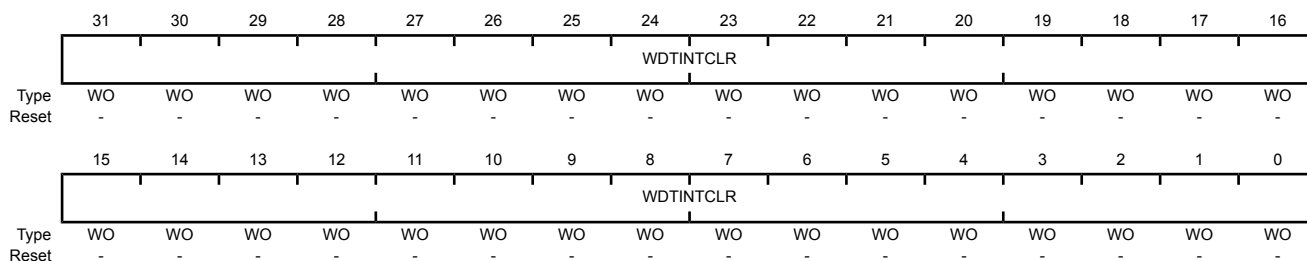 31 30 29 28 27 26 25 24 23 22 21 20 19 18 17 16
WDTINTCLR
Type WO WO WO WO WO WO WO WO WO WO WO WO WO WO WO WO
Reset - - - - - - - - - - - - - - - -
15 14 13 12 11 10 9 8 7 6 5 4 3 2 1 0
WDTINTCLR
Type WO WO WO WO WO WO WO WO WO WO WO WO WO WO WO WO
Reset - - - - - - - - - - - - - - - -